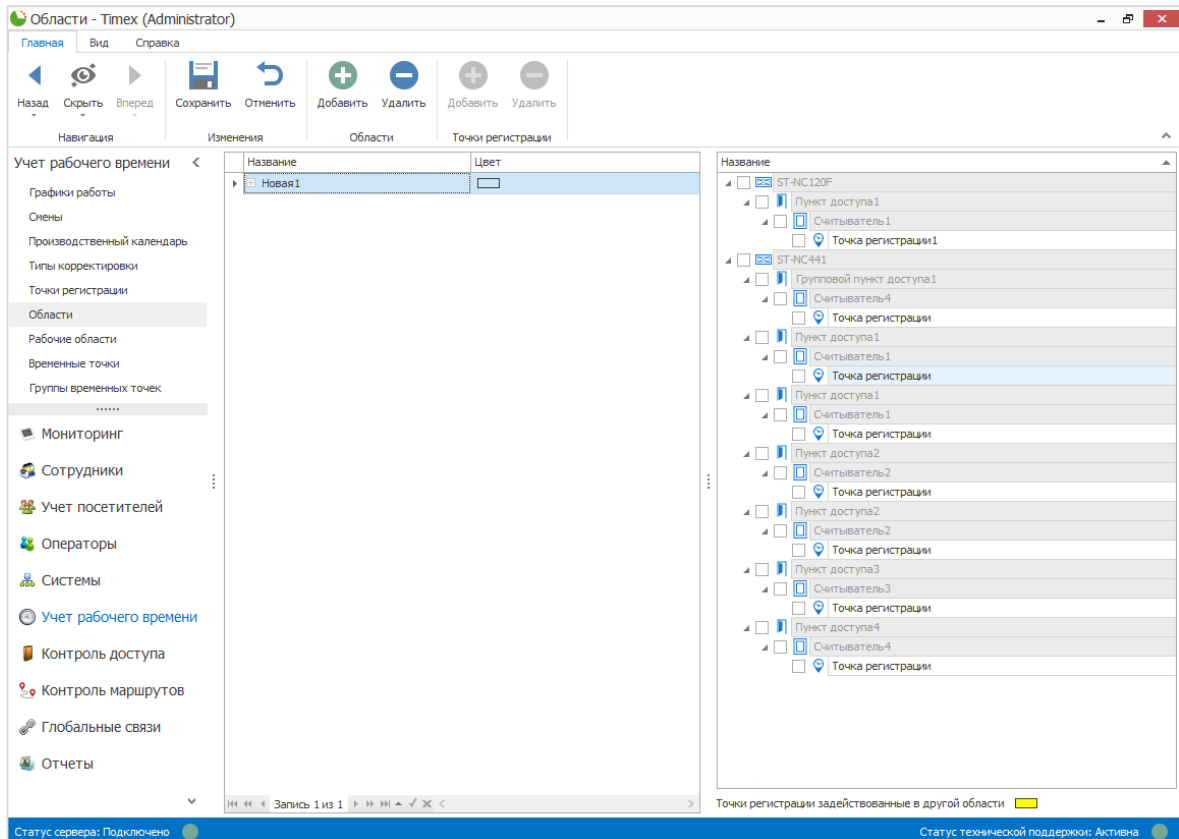 Области - Timex (Administrator)
Главная Вид Справка
Назад Скрыть Вперед Сохранить Отменить Добавить Удалить Добавить Удалить
Навигация Изменения Области Точки регистрации
Учет рабочего времени
Графики работы
Смены
Производственный календарь
Типы корректировки
Точки регистрации
Области
Рабочие области
Временные точки
Группы временных точек
Мониторинг
Сотрудники
Учет посетителей
Операторы
Системы
Учет рабочего времени
Контроль доступа
Контроль маршрутов
Глобальные связи
Отчеты
Название Цвет
Новая1
Запись 1 из 1
Название
ST-NC120F
Пункт доступа1
Считыватель1
Точка регистрации1
ST-NC441
Групповой пункт доступа1
Считыватель4
Точка регистрации
Пункт доступа1
Считыватель1
Точка регистрации
Пункт доступа1
Считыватель1
Точка регистрации
Пункт доступа2
Считыватель2
Точка регистрации
Пункт доступа2
Считыватель2
Точка регистрации
Пункт доступа3
Считыватель3
Точка регистрации
Пункт доступа4
Считыватель4
Точка регистрации
Точки регистрации задействованные в другой области
Статус сервера: Подключено Статус технической поддержки: Активна